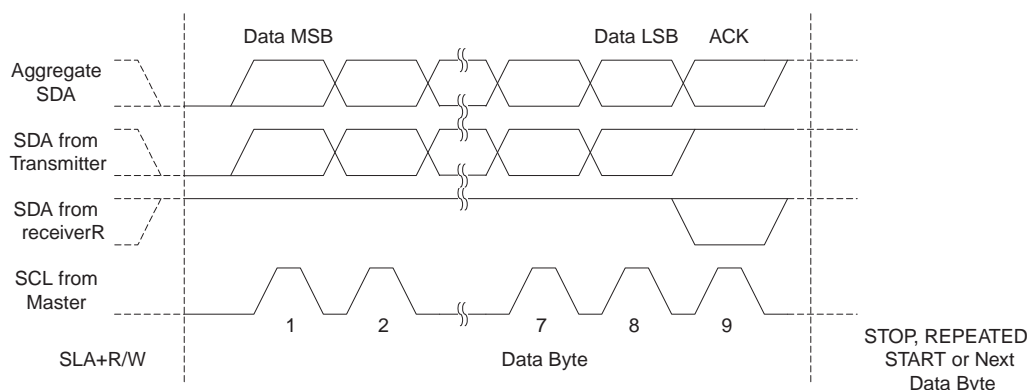 Data MSB
Data LSB
ACK
Aggregate
SDA
SDA from
Transmitter
SDA from
receiverR
SCL from
Master
1
2
7
8
9
SLA+R/W
Data Byte
STOP, REPEATED
START or Next
Data Byte